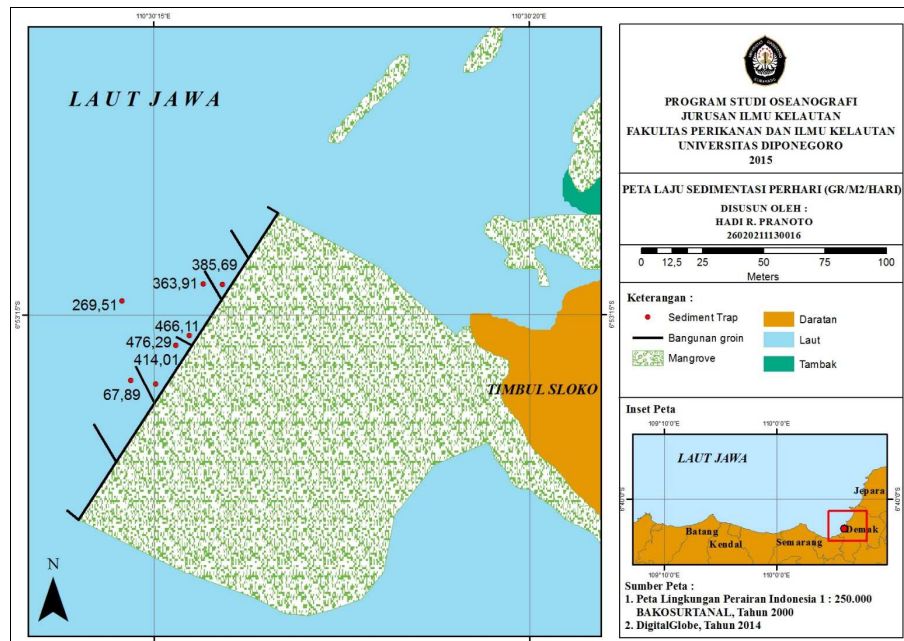 110°30'15"E
110°30'20"E
LAUT JAWA
385,69
363,91
269,51
6°53'15"S
6°53'15"S
466,11
476,29
414,01
67,89
TIMBUL SLOKO
N
PROGRAM STUDI OSEANOGRAFI
JURUSAN ILMU KELAUTAN
FAKULTAS PERIKANAN DAN ILMU KELAUTAN
UNIVERSITAS DIPONEGORO
2015
PETA LAJU SEDIMENTASI PERHARI (GR/M2/HARI)
DISUSUN OLEH :
HADI R. PRANOTO
26020211130016
0 12,5 25 50 75 100
Meters
Keterangan :
Sediment Trap
Bangunan groin
Mangrove
Daratan
Laut
Tambak
Inset Peta
109°10'0"E
110°0'0"E
LAUT JAWA
Jepara
Demak
Batang
Kendal
Semarang
109°10'0"E
110°0'0"E
Sumber Peta :
1. Peta Lingkungan Perairan Indonesia 1 : 250.000
BAKOSURTANAL, Tahun 2000
2. DigitalGlobe, Tahun 2014